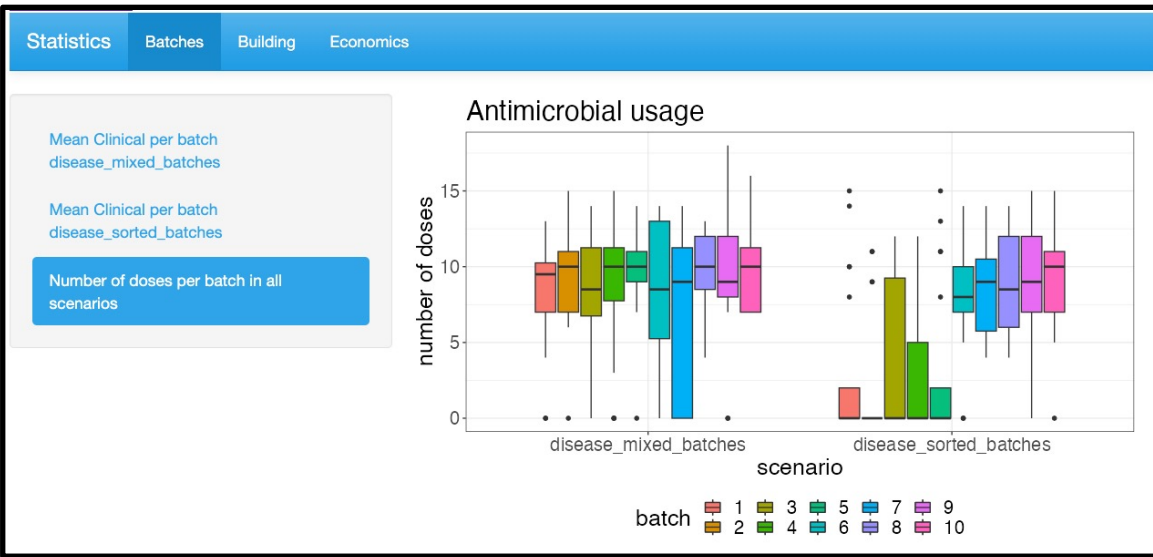 Statistics Batches Building Economics
Mean Clinical per batch
disease_mixed_batches
Mean Clinical per batch
disease_sorted_batches
Number of doses per batch in all
scenarios
Antimicrobial usage
number of doses
15
10
5
0
disease_mixed_batches disease_sorted_batches
scenario
batch
1 3 5 7 9
2 4 6 8 10